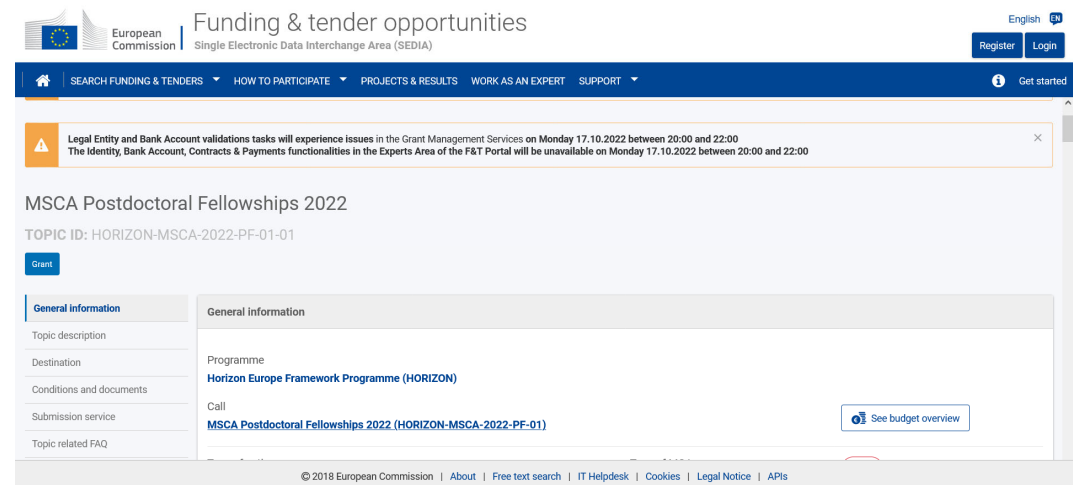 European
Commission
Funding & tender opportunities
Single Electronic Data Interchange Area (SEDIA)
English EN
Register Login
SEARCH FUNDING & TENDERS HOW TO PARTICIPATE PROJECTS & RESULTS WORK AS AN EXPERT SUPPORT Get started
Legal Entity and Bank Account validations tasks will experience issues in the Grant Management Services on Monday 17.10.2022 between 20:00 and 22:00
The Identity, Bank Account, Contracts & Payments functionalities in the Experts Area of the F&T Portal will be unavailable on Monday 17.10.2022 between 20:00 and 22:00
MSCA Postdoctoral Fellowships 2022
TOPIC ID: HORIZON-MSCA-2022-PF-01-01
Grant
General information
Topic description
Destination
Conditions and documents
Submission service
Topic related FAQ
General information
Programme
Horizon Europe Framework Programme (HORIZON)
Call
MSCA Postdoctoral Fellowships 2022 (HORIZON-MSCA-2022-PF-01)
See budget overview
© 2018 European Commission | About | Free text search | IT Helpdesk | Cookies | Legal Notice | APIs